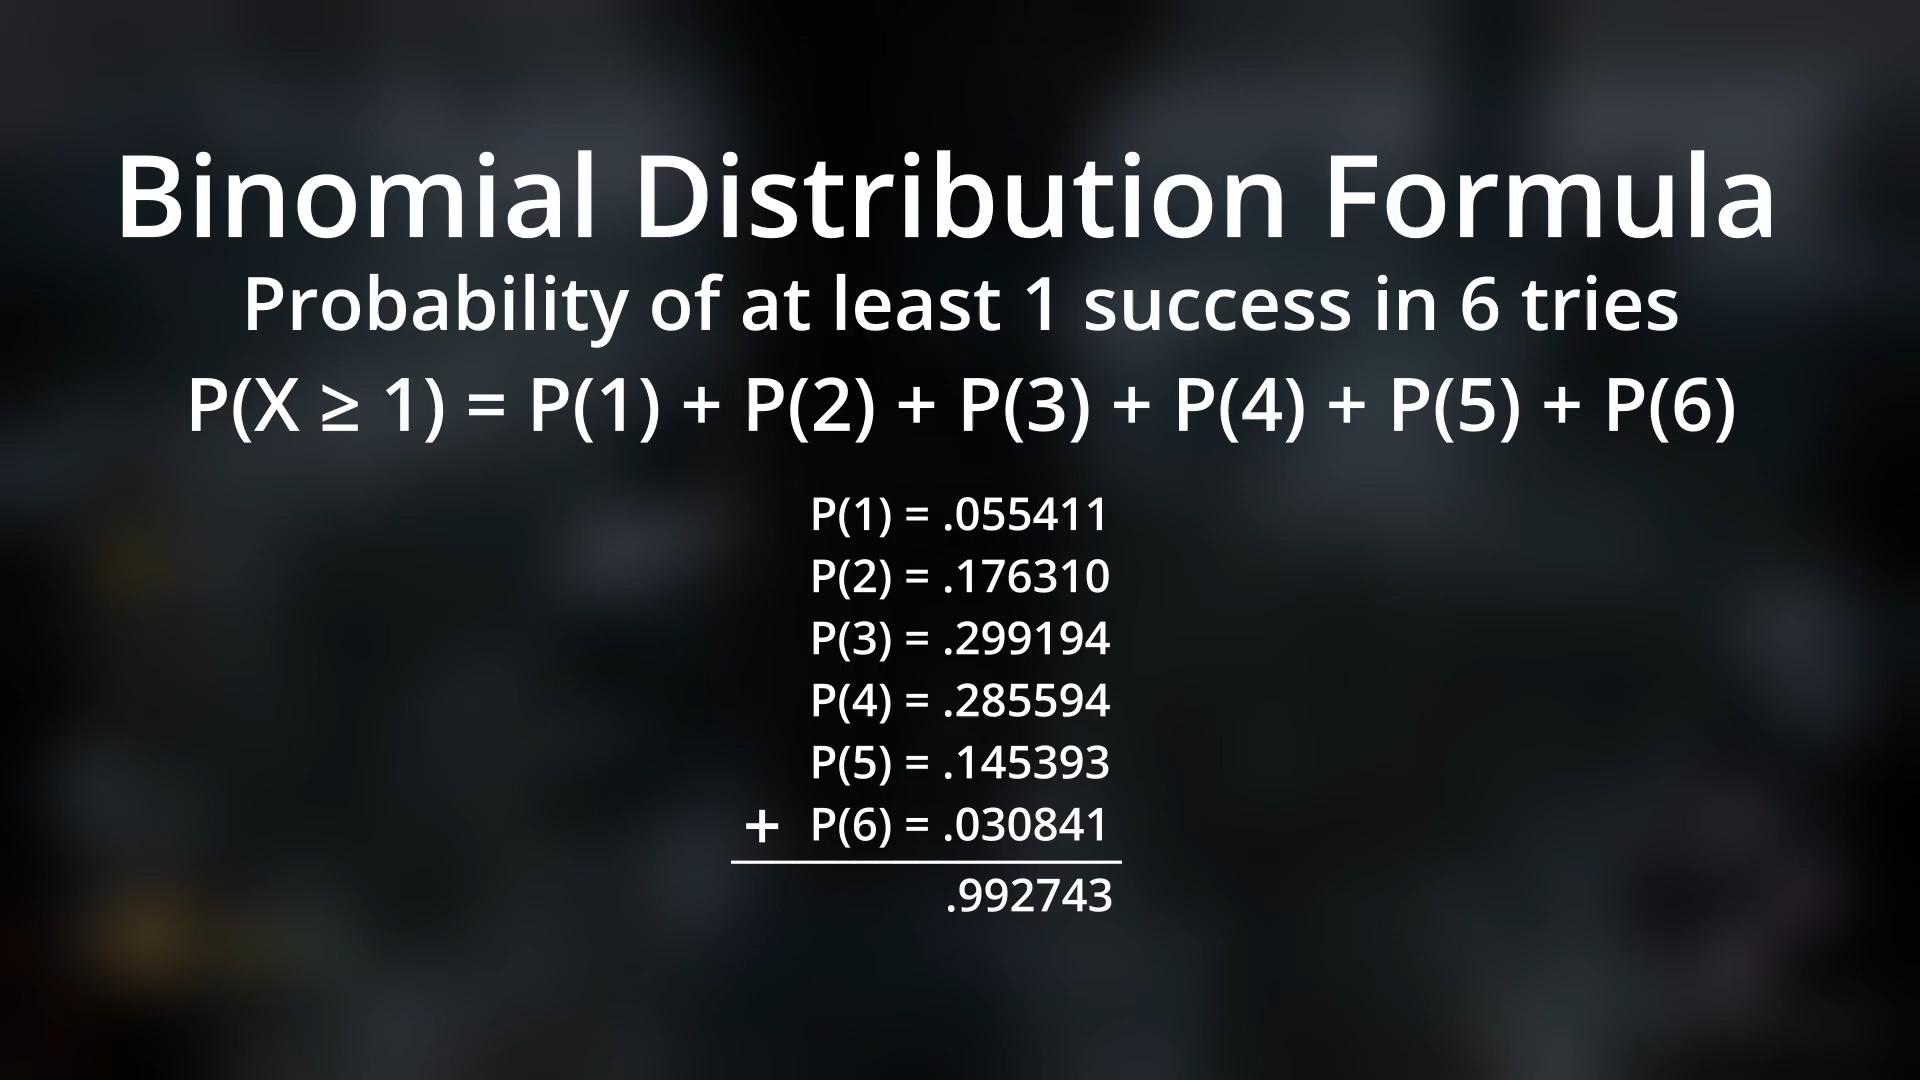 Binomial Distribution Formula
Probability of at least 1 success in 6 tries
P(X ≥ 1) = P(1) + P(2) + P(3) + P(4) + P(5) + P(6)
P(1) = .055411
P(2) = .176310
P(3) = .299194
P(4) = .285594
P(5) = .145393
+ P(6) = .030841
.992743